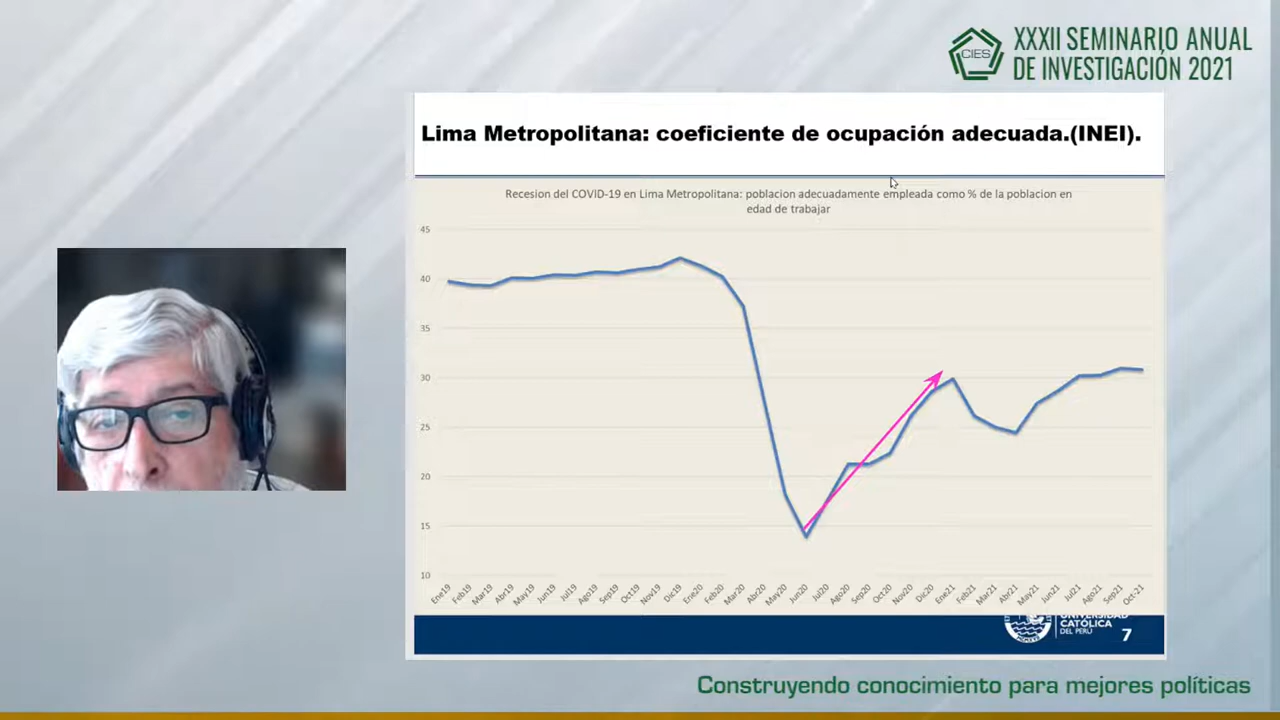 XXXII SEMINARIO ANUAL
DE INVESTIGACIÓN 2021
CIES
Lima Metropolitana: coeficiente de ocupación adecuada.(INEI).
Recesion del COVID-19 en Lima Metropolitana: poblacion adecuadamente empleada como % de la poblacion en
edad de trabajar
45
40
35
30
25
20
15
10
Ene19 Feb19 Mar19 Abr19 May19 Jun19 Jul19 Ago19 Sep19 Oct19 Nov19 Dic19 Ene20 Feb20 Mar20 Abr20 May20 Jun20 Jul20 Ago20 Sep20 Oct20 Nov20 Dic20 Ene21 Feb21 Mar21 Abr21 May21 Jun21 Jul21 Ago21 Sep21 Oct-21
UNIVERSIDAD
CATÓLICA
DEL PERÚ
7
Construyendo conocimiento para mejores políticas